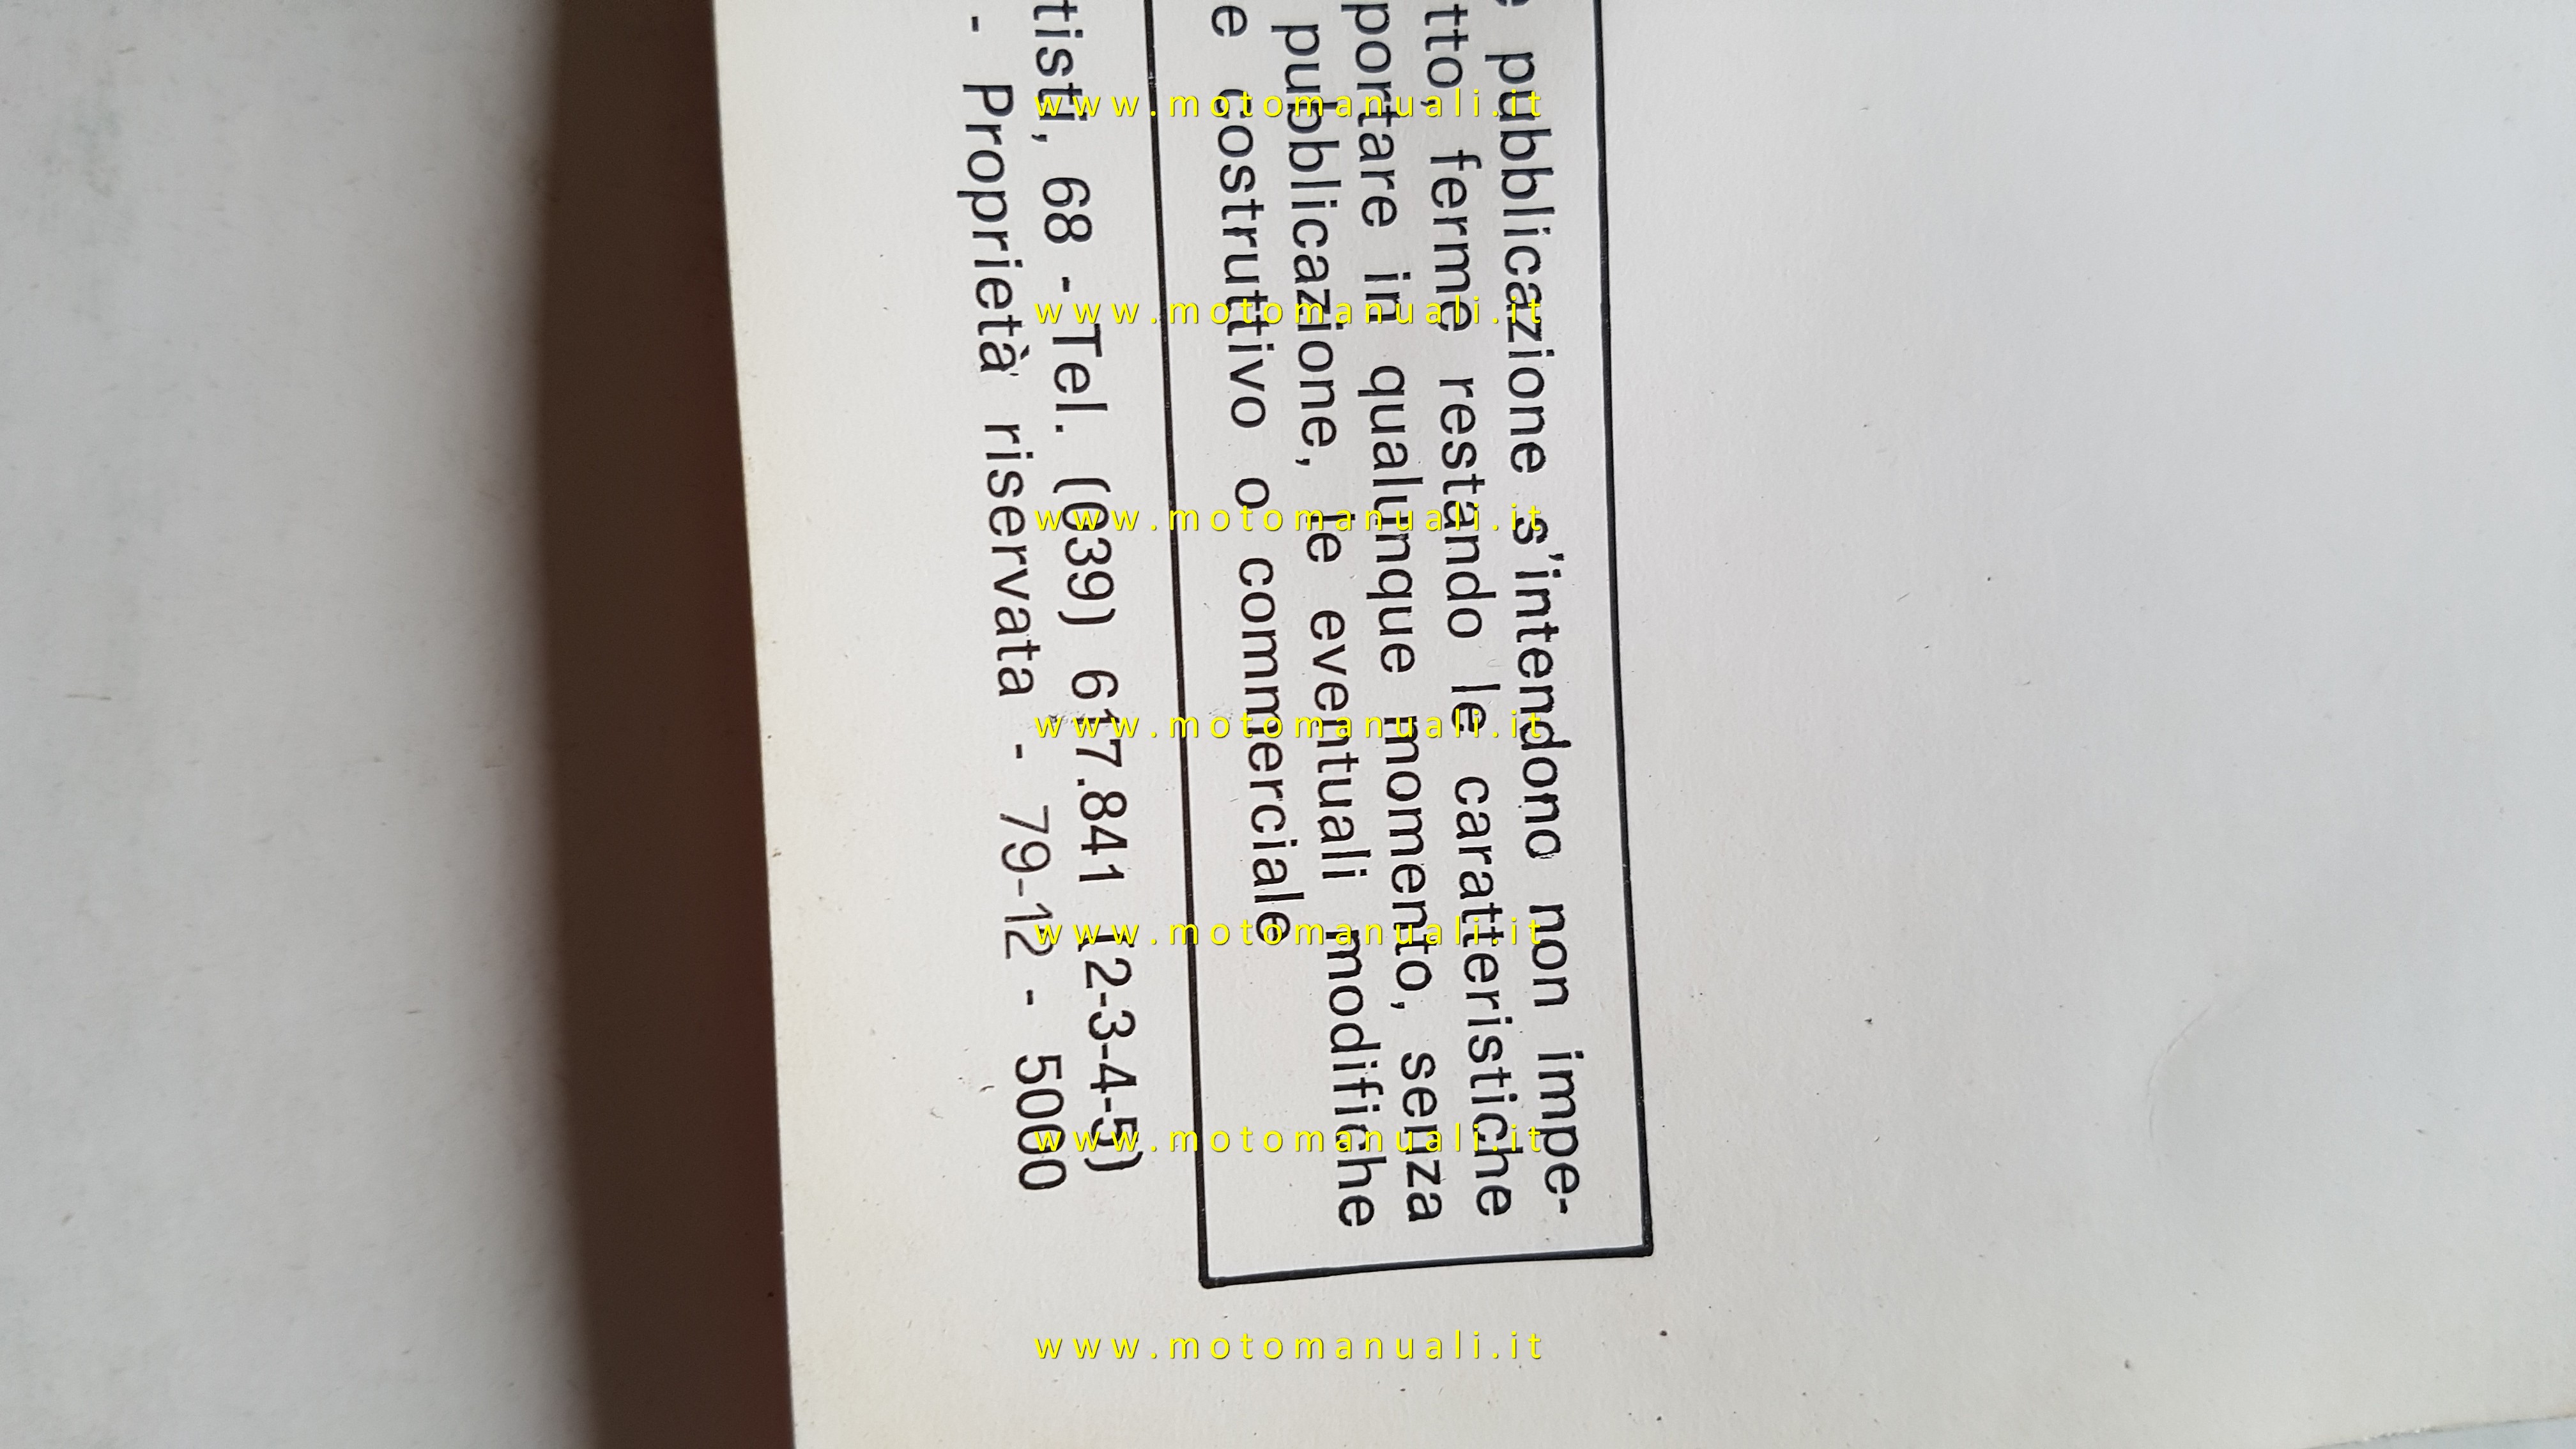 e pubblicazione s'intendono non impe-
tto, ferme restando le caratteristiche
portare in qualunque momento, senza
pubblicazione, le eventuali modifiche
e costruttivo o commerciale
tisti, 68 - Tel. (039) 617.841 (2-3-4-5)
- Proprietà riservata - 79-12 - 5000
www.motomanuali.it
www.motomanuali.it
www.motomanuali.it
www.motomanuali.it
www.motomanuali.it
www.motomanuali.it
www.motomanuali.it